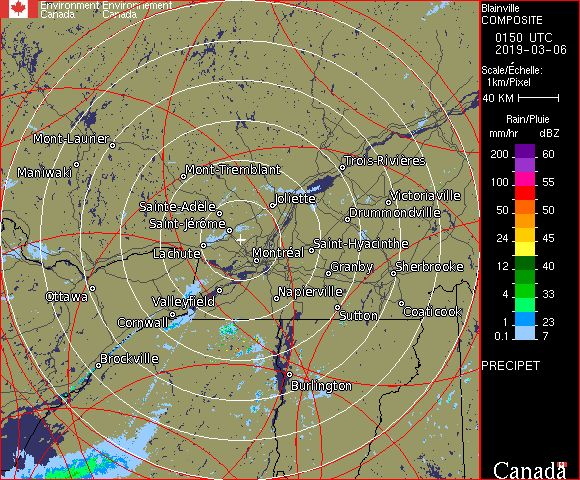 Environment Environnement
Canada Canada
Blainville
COMPOSITE
0150 UTC
2019-03-06
Scale/Échelle:
1km/Pixel
40 KM
Rain/Pluie
mm/hr dBZ
200 60
100 55
50 50
24 45
12 40
4 33
1 23
0.1 7
PRECIPET
Mont-Laurier
Maniwaki
Mont-Tremblant
Trois-Rivières
Sainte-Adèle
Joliette
Victoriaville
Drummondville
Saint-Jérôme
Lachute
Montréal
Saint-Hyacinthe
Granby
Sherbrooke
Ottawa
Valleyfield
Napierville
Cornwall
Sutton
Coaticook
Brockville
Burlington
Canada